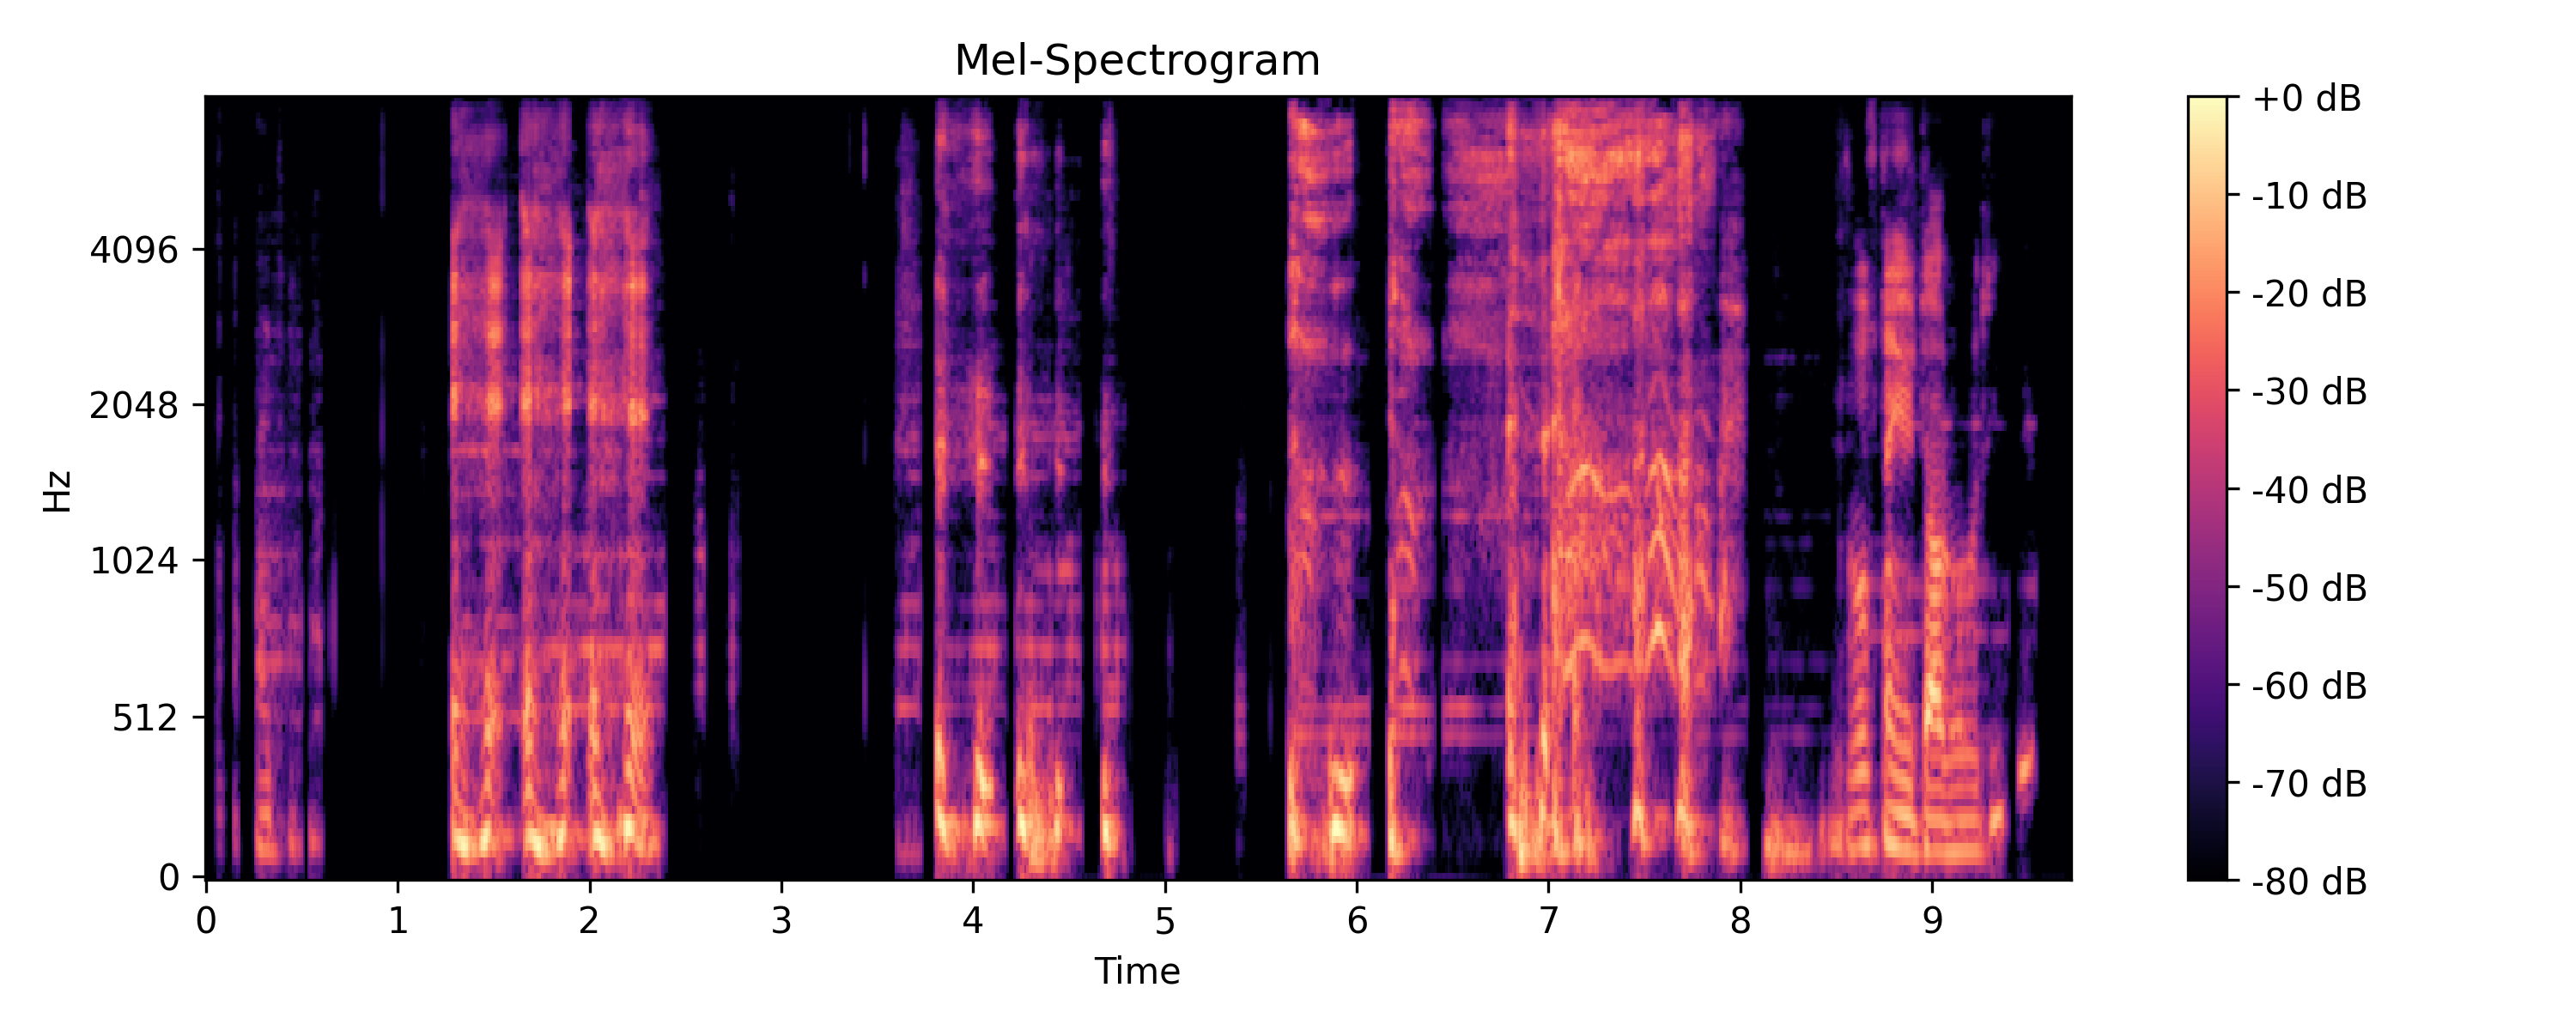 Mel-Spectrogram
+0 dB
-10 dB
-20 dB
-30 dB
-40 dB
-50 dB
-60 dB
-70 dB
-80 dB
Hz
4096
2048
1024
512
0
0 1 2 3 4 5 6 7 8 9
Time